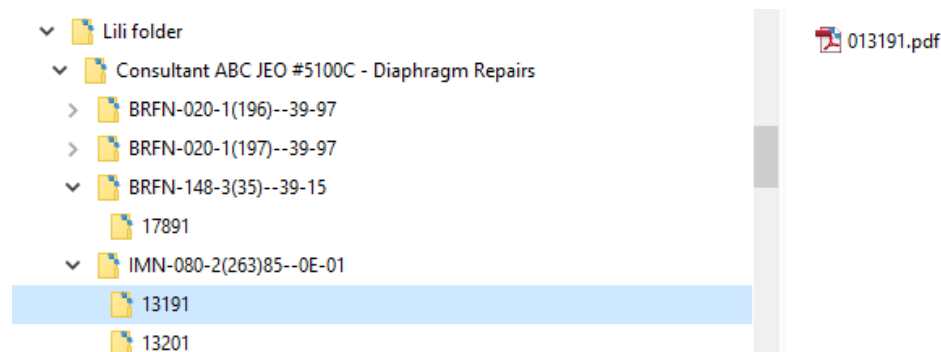 Lili folder
013191.pdf
Consultant ABC JEO #5100C - Diaphragm Repairs
BRFN-020-1(196)--39-97
BRFN-020-1(197)--39-97
BRFN-148-3(35)--39-15
17891
IMN-080-2(263)85--0E-01
13191
13201